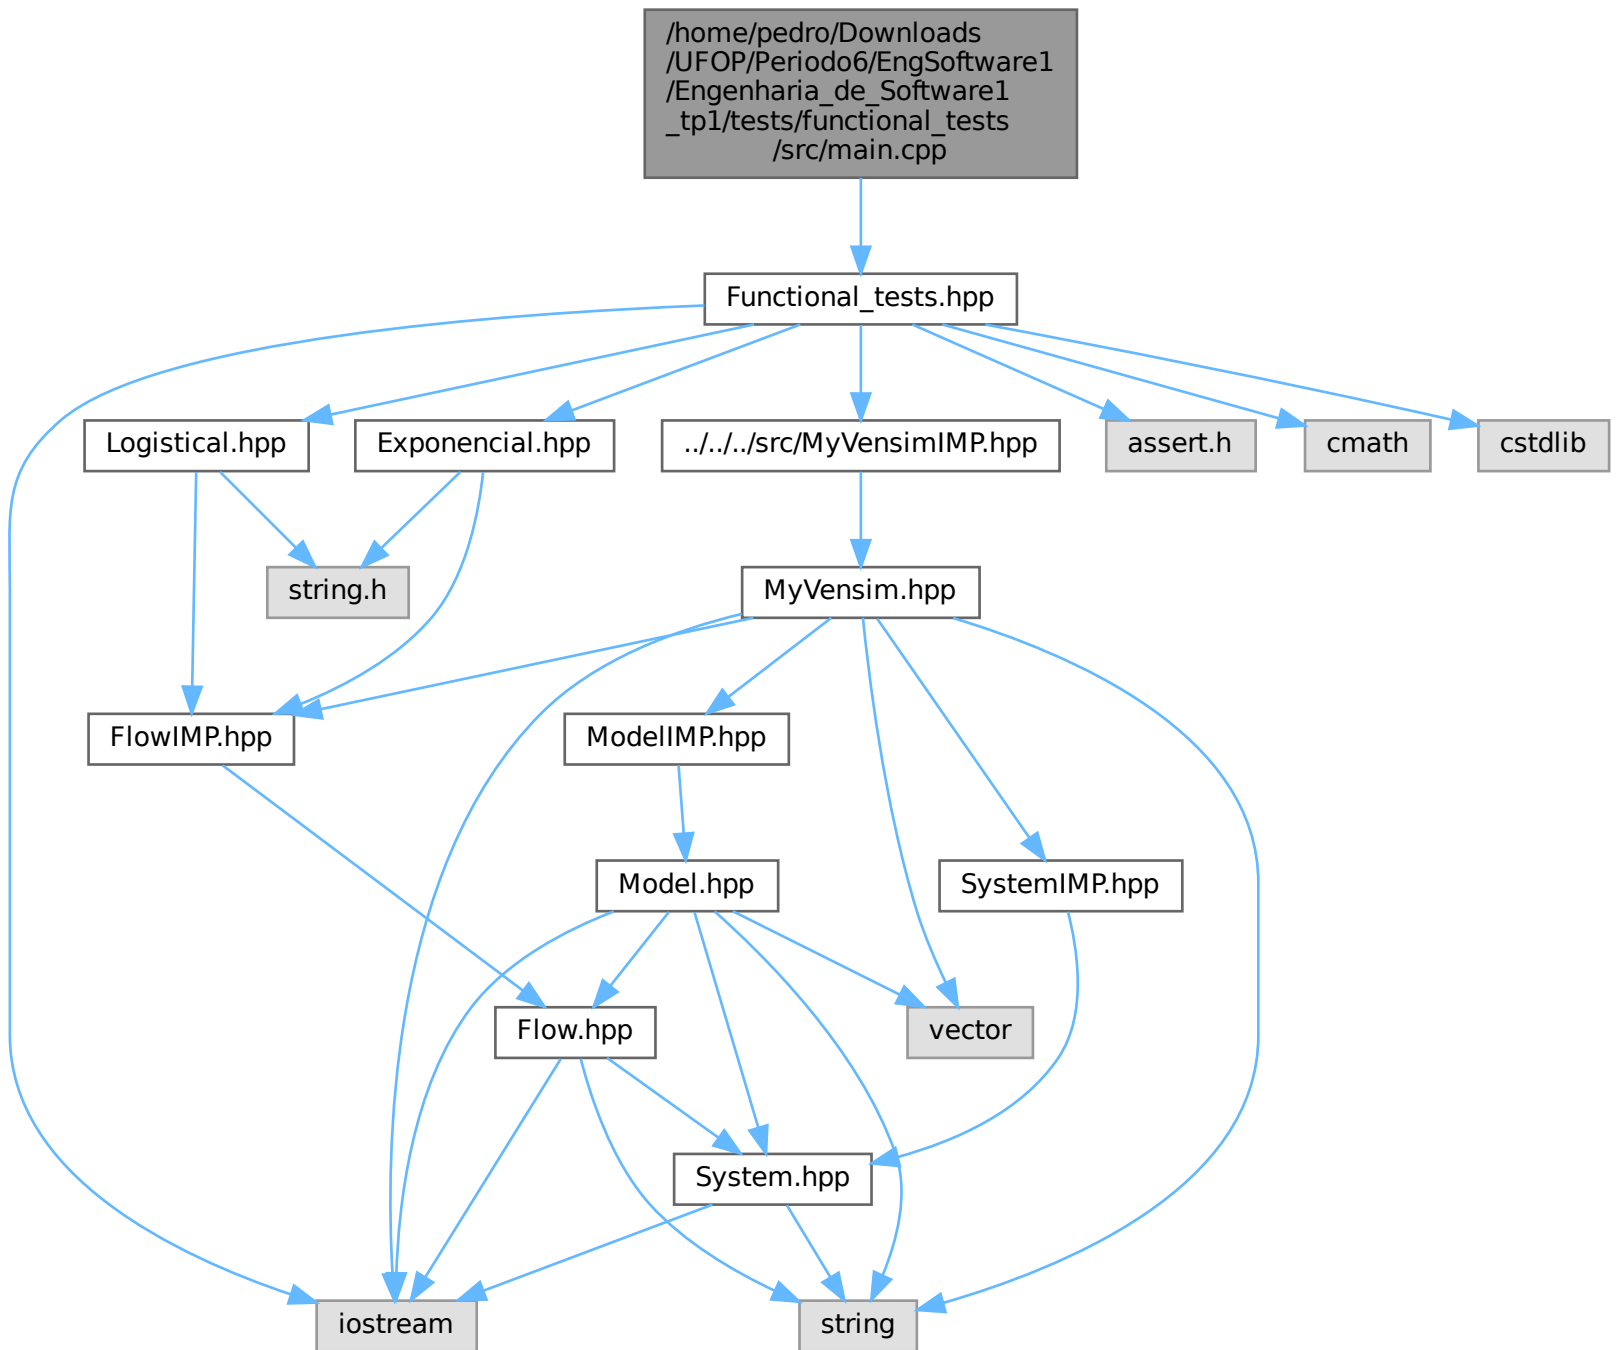 /home/pedro/Downloads
/UFOP/Periodo6/EngSoftware1
/Engenharia_de_Software1
_tp1/tests/functional_tests
/src/main.cpp
Functional_tests.hpp
Logistical.hpp
Exponencial.hpp
../../../src/MyVensimIMP.hpp
assert.h
cmath
cstdlib
string.h
MyVensim.hpp
FlowIMP.hpp
ModelIMP.hpp
Model.hpp
SystemIMP.hpp
Flow.hpp
vector
System.hpp
iostream
string